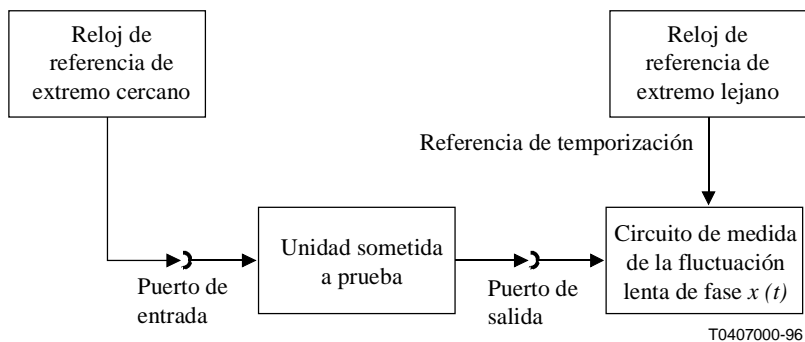 Reloj de
referencia de
extremo cercano
Reloj de
referencia de
extremo lejano
Referencia de temporización
Unidad sometida
a prueba
Circuito de medida
de la fluctuación
lenta de fase x (t)
Puerto de
entrada
Puerto de
salida
T0407000-96